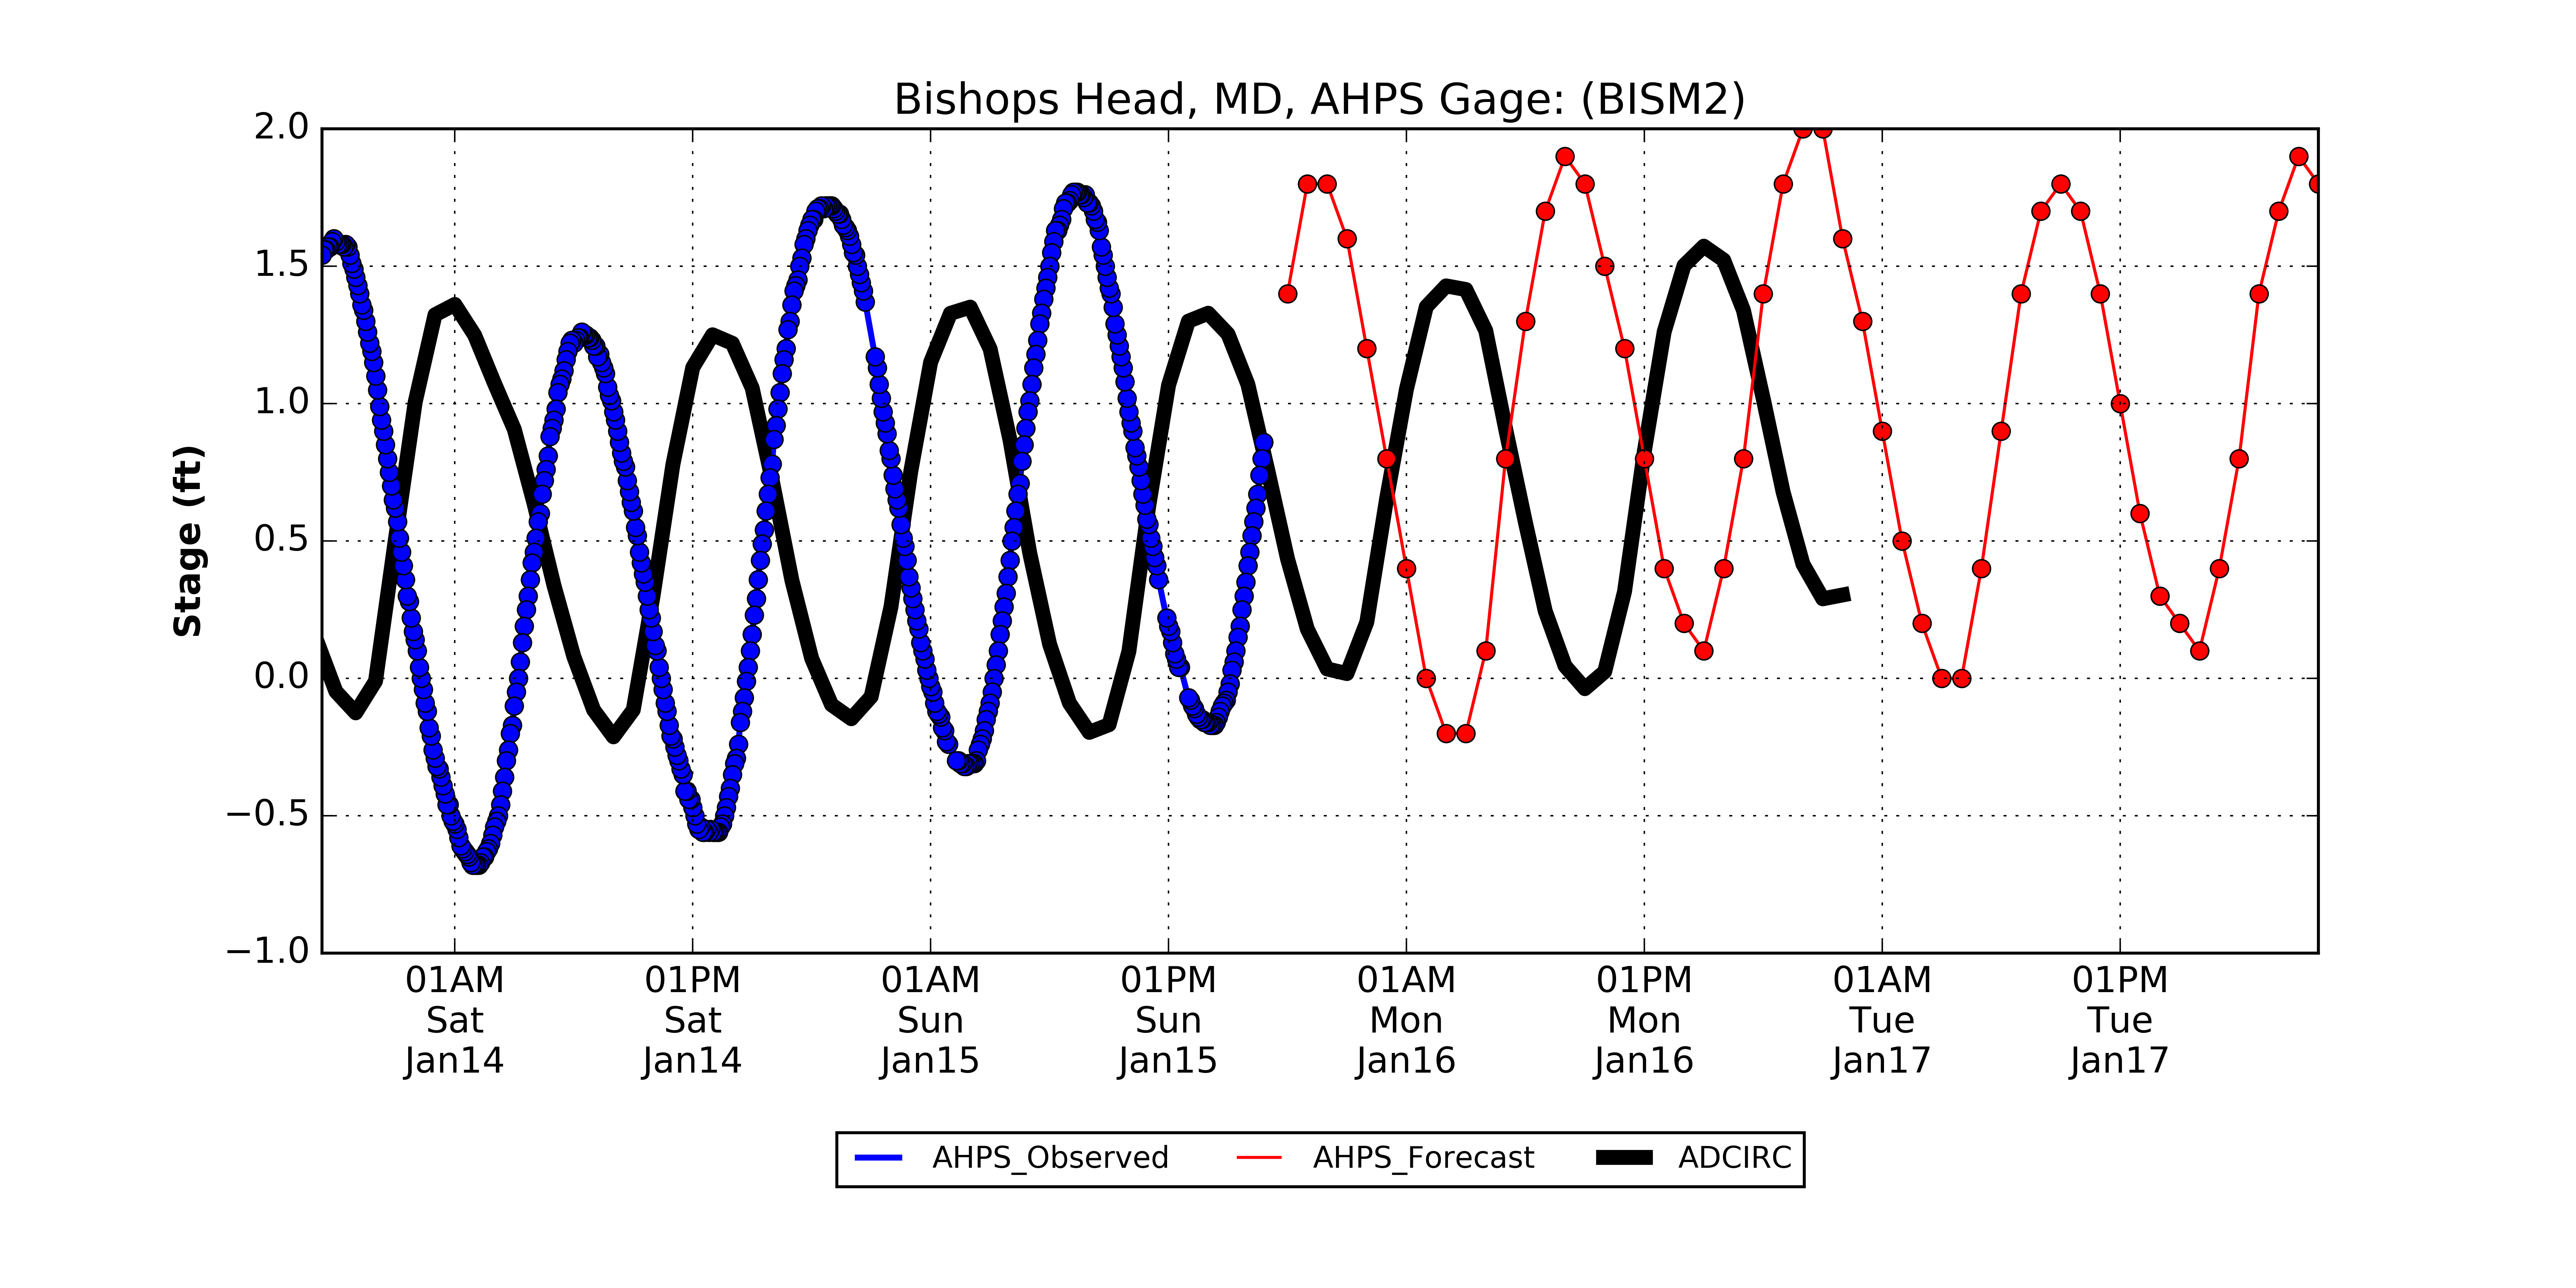 Bishops Head, MD, AHPS Gage: (BISM2)
Stage (ft)
2.0
1.5
1.0
0.5
0.0
−0.5
−1.0
01AM 01PM 01AM 01PM 01AM 01PM 01AM 01PM
Sat Sat Sun Sun Mon Mon Tue Tue
Jan14 Jan14 Jan15 Jan15 Jan16 Jan16 Jan17 Jan17
AHPS_Observed AHPS_Forecast ADCIRC